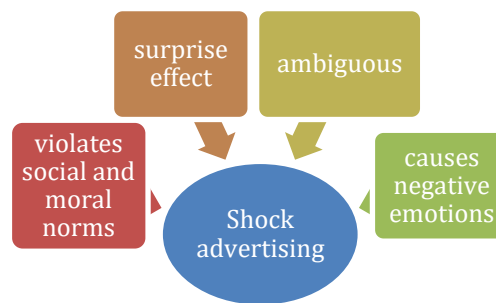 surprise
effect
ambiguous
violates
social and
moral
norms
causes
negative
emotions
Shock
advertising